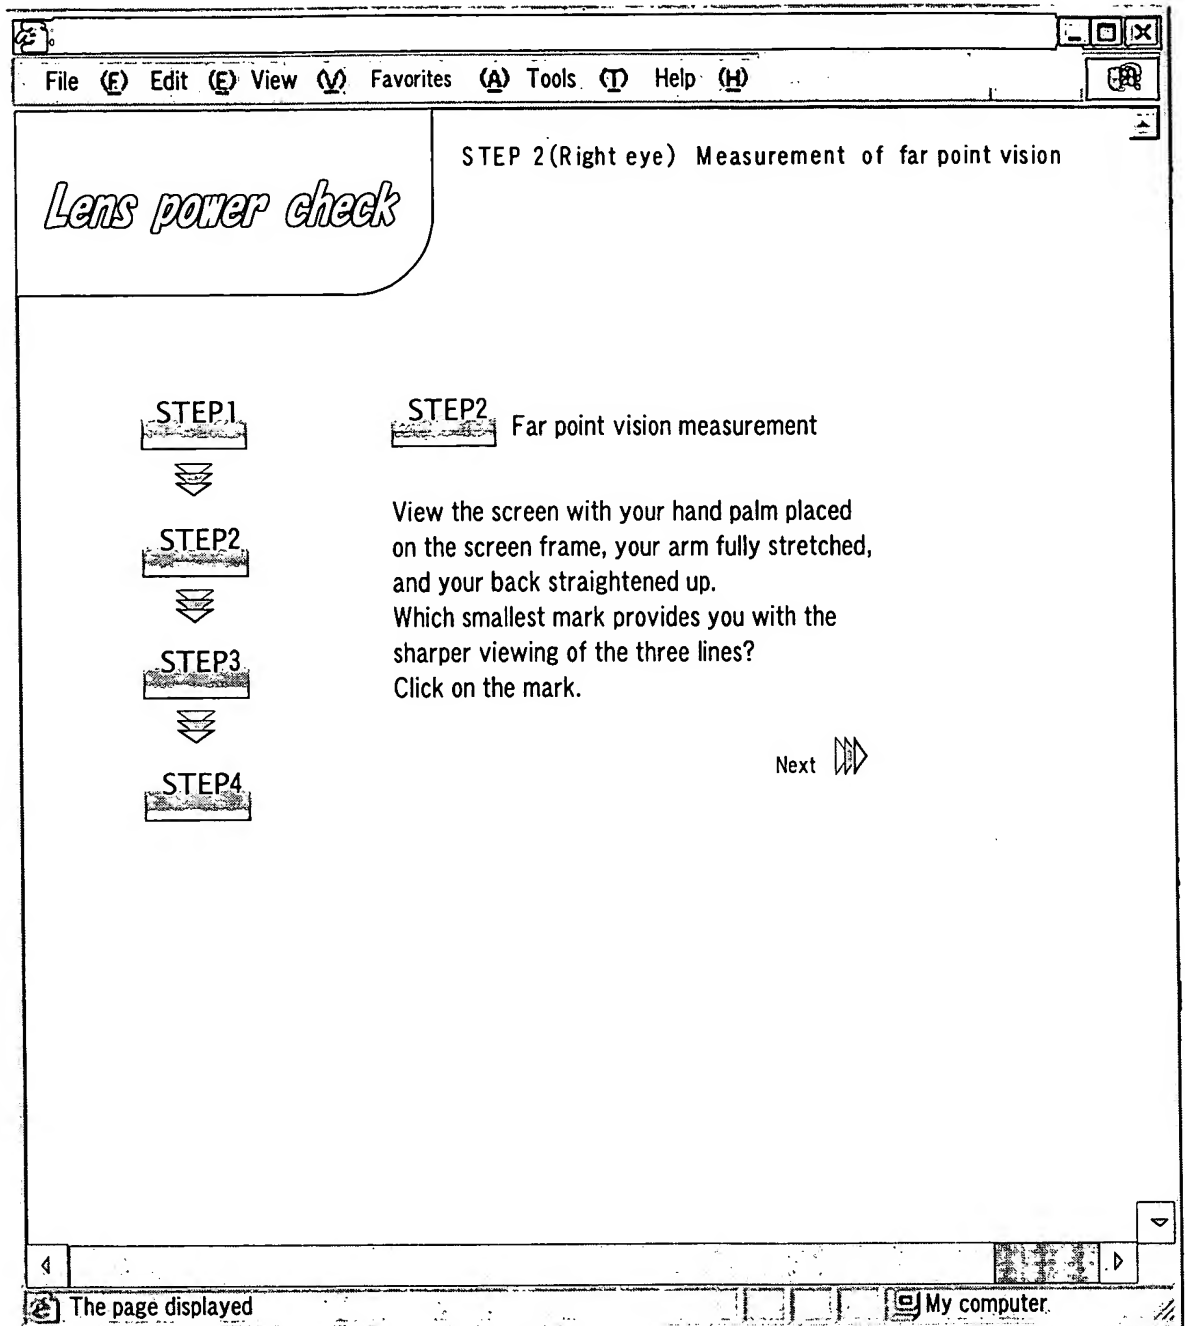 File (F) Edit (E) View (V) Favorites (A) Tools (T) Help (H)
STEP 2(Right eye) Measurement of far point vision
Lens power check
STEP1
STEP2
STEP3
STEP4
STEP2 Far point vision measurement
View the screen with your hand palm placed
on the screen frame, your arm fully stretched,
and your back straightened up.
Which smallest mark provides you with the
sharper viewing of the three lines?
Click on the mark.
Next
The page displayed
My computer